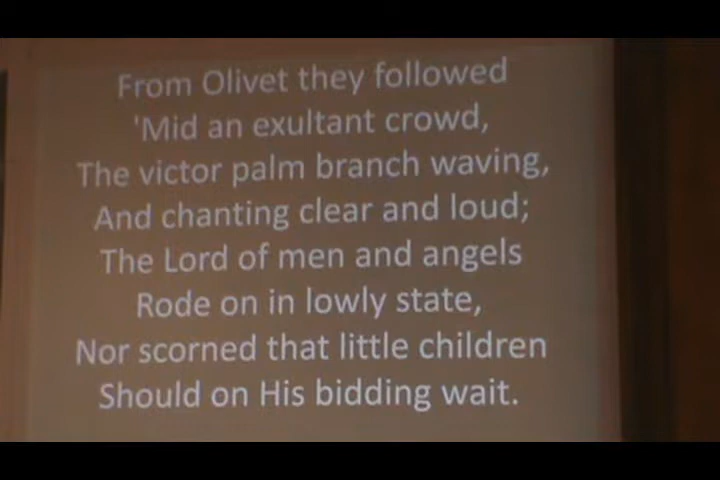 From Olivet they followed
'Mid an exultant crowd,
The victor palm branch waving,
And chanting clear and loud;
The Lord of men and angels
Rode on in lowly state,
Nor scorned that little children
Should on His bidding wait.